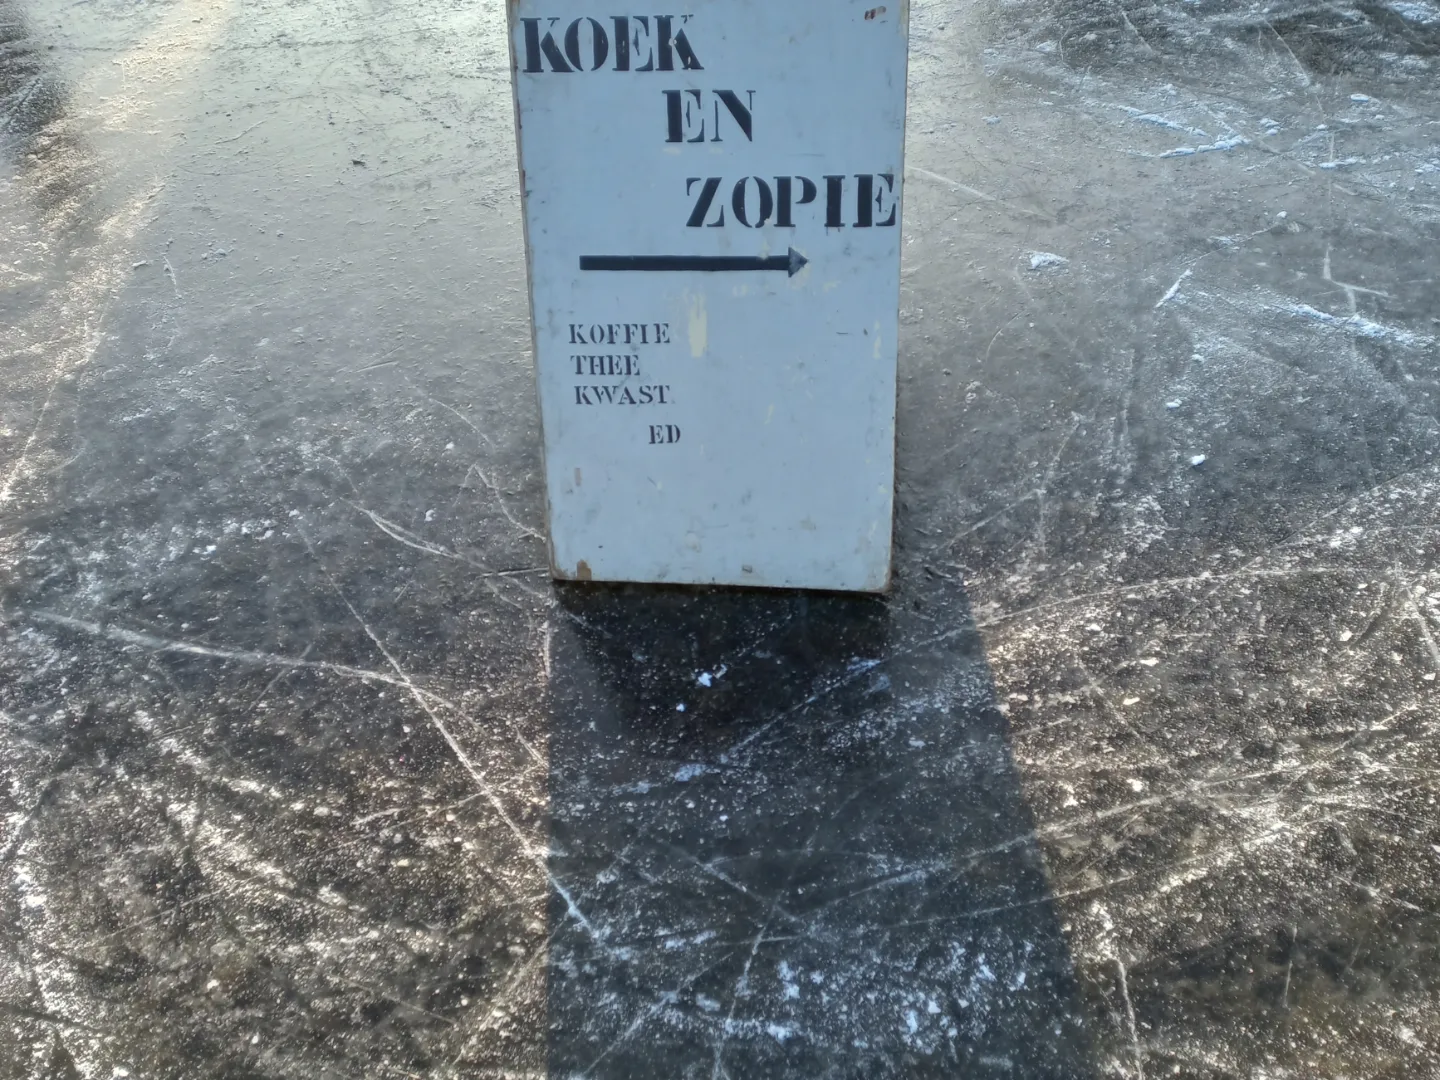 KOEK
EN
ZOPIE
KOFFIE
THEE
KWAST
ED